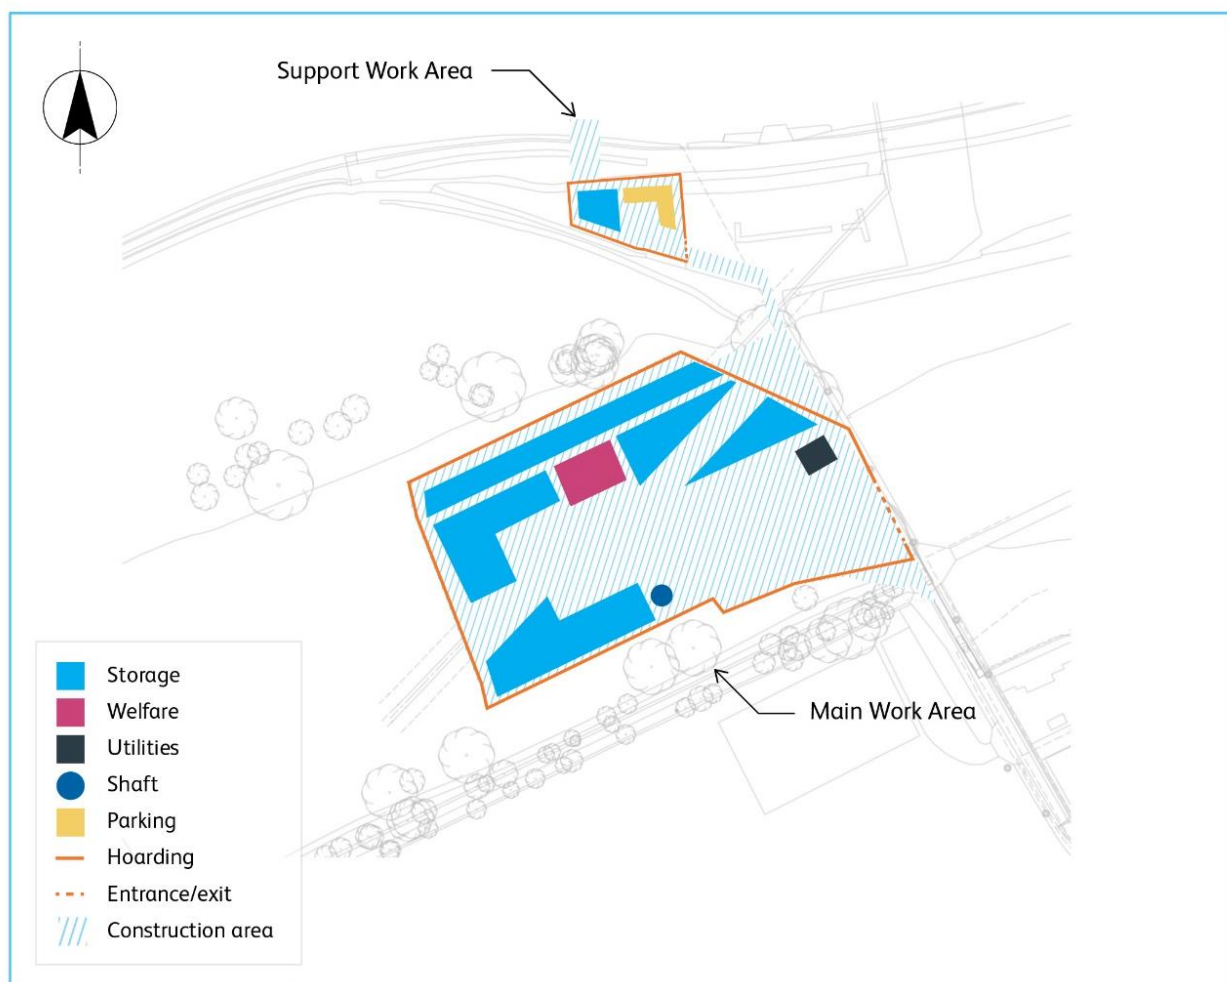 Support Work Area
Main Work Area
Storage
Welfare
Utilities
Shaft
Parking
Hoarding
Entrance/exit
Construction area